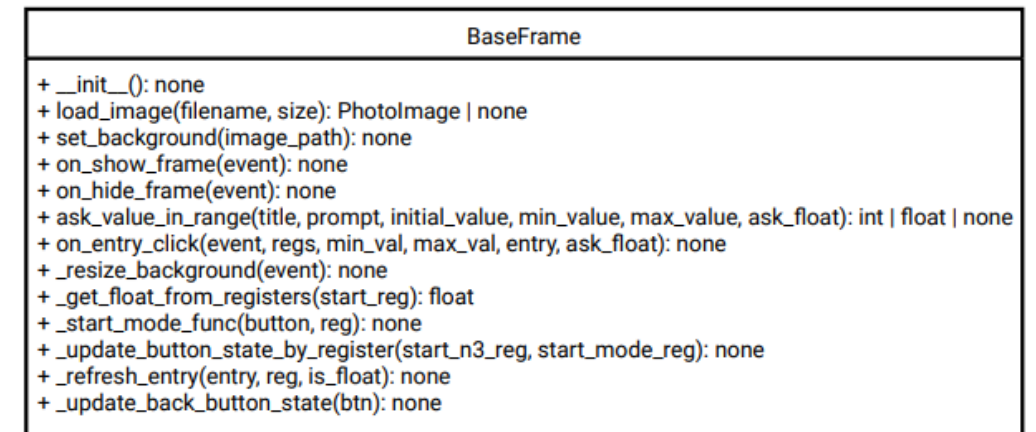 BaseFrame
+ __init__(): none
+ load_image(filename, size): PhotoImage | none
+ set_background(image_path): none
+ on_show_frame(event): none
+ on_hide_frame(event): none
+ ask_value_in_range(title, prompt, initial_value, min_value, max_value, ask_float): int | float | none
+ on_entry_click(event, regs, min_val, max_val, entry, ask_float): none
+ _resize_background(event): none
+ _get_float_from_registers(start_reg): float
+ _start_mode_func(button, reg): none
+ _update_button_state_by_register(start_n3_reg, start_mode_reg): none
+ _refresh_entry(entry, reg, is_float): none
+ _update_back_button_state(btn): none